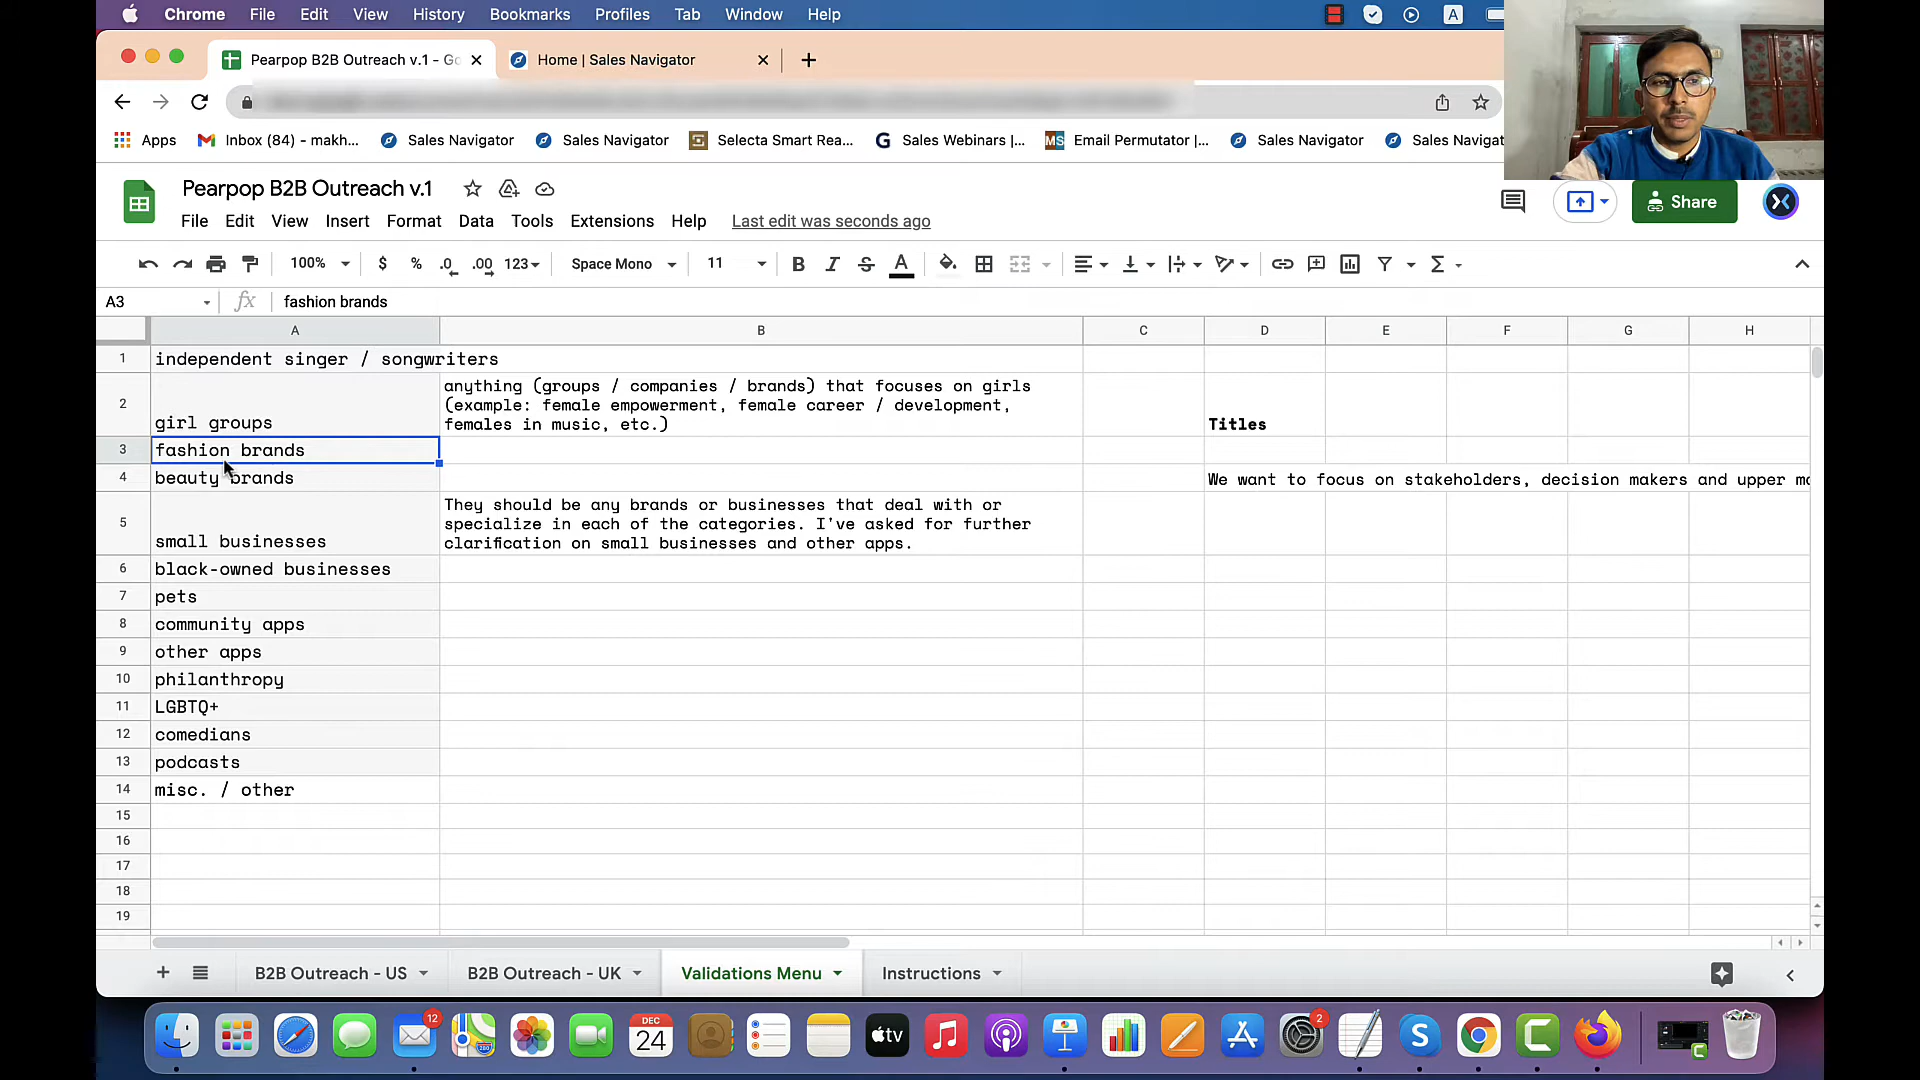 Chrome File Edit View History Bookmarks Profiles Tab Window Help A
Pearpop B2B Outreach v.1 - Go
Home | Sales Navigator
Apps Inbox (84) - makh... Sales Navigator Sales Navigator Selecta Smart Rea... Sales Webinars |... MS Email Permutator |... Sales Navigator Sales Navigat
Pearpop B2B Outreach v.1
Share
File Edit View Insert Format Data Tools Extensions Help Last edit was seconds ago
100% $ % .0 .00 123 Space Mono 11 B I S A Σ
A3 fx fashion brands
A B C D E F G H
1 independent singer / songwriters
anything (groups / companies / brands) that focuses on girls
2 (example: female empowerment, female career / development,
girl groups females in music, etc.) Titles
3 fashion brands
4 beauty brands We want to focus on stakeholders, decision makers and upper
They should be any brands or businesses that deal with or
5 specialize in each of the categories. I've asked for further
small businesses clarification on small businesses and other apps.
6 black-owned businesses
7 pets
8 community apps
9 other apps
10 philanthropy
11 LGBTQ+
12 comedians
13 podcasts
14 misc. / other
15
16
17
18
19
B2B Outreach - US B2B Outreach - UK Validations Menu Instructions
12 DEC 24 tv 2